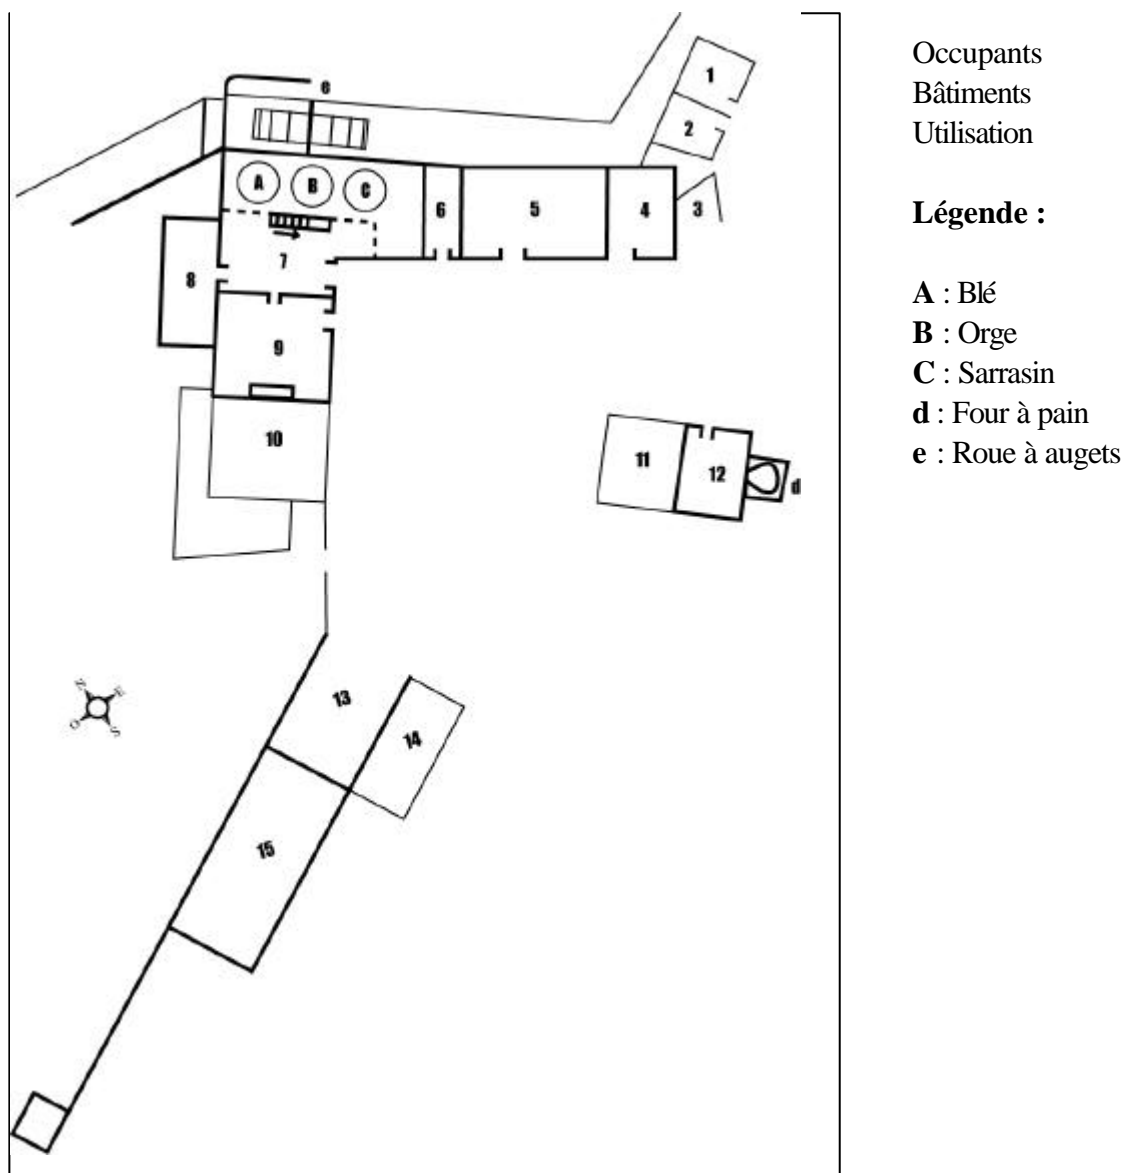 Occupants
Bâtiments
Utilisation
Légende :
A : Blé
B : Orge
C : Sarrasin
d : Four à pain
e : Roue à augets
1
e
2
A
B
C
6
5
4
3
7
8
9
10
11
12
d
13
N
E
O
S
14
15